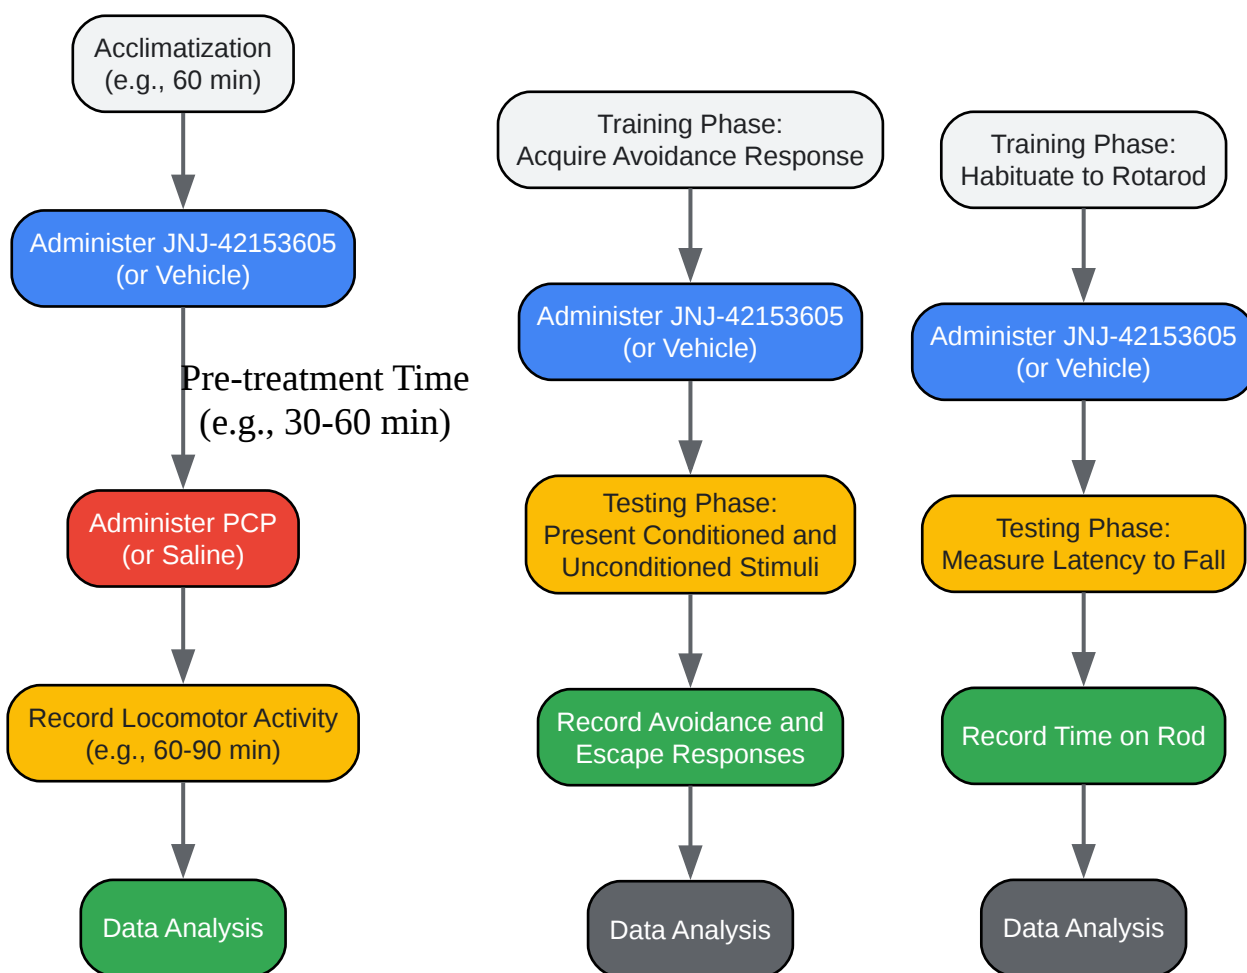 Acclimatization
(e.g., 60 min)
Administer JNJ-42153605
(or Vehicle)
Pre-treatment Time
(e.g., 30-60 min)
Administer PCP
(or Saline)
Record Locomotor Activity
(e.g., 60-90 min)
Data Analysis
Training Phase:
Acquire Avoidance Response
Administer JNJ-42153605
(or Vehicle)
Testing Phase:
Present Conditioned and
Unconditioned Stimuli
Record Avoidance and
Escape Responses
Data Analysis
Training Phase:
Habituate to Rotarod
Administer JNJ-42153605
(or Vehicle)
Testing Phase:
Measure Latency to Fall
Record Time on Rod
Data Analysis